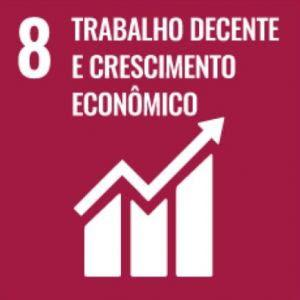 8 TRABALHO DECENTE
E CRESCIMENTO
ECONÔMICO